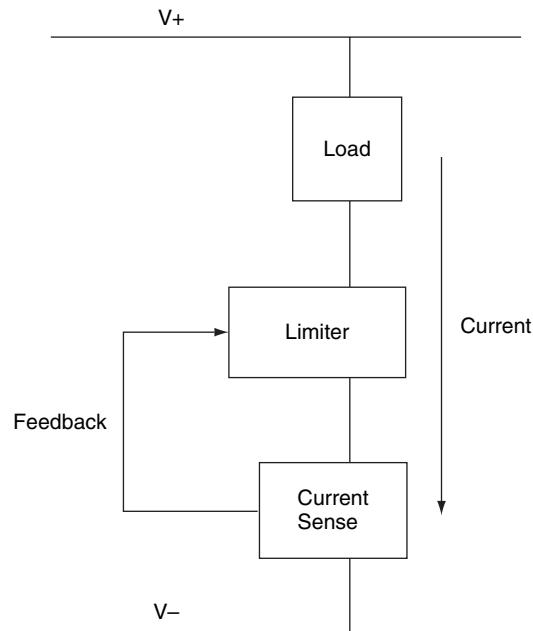 V+
Load
Limiter
Current
Feedback
Current
Sense
V–